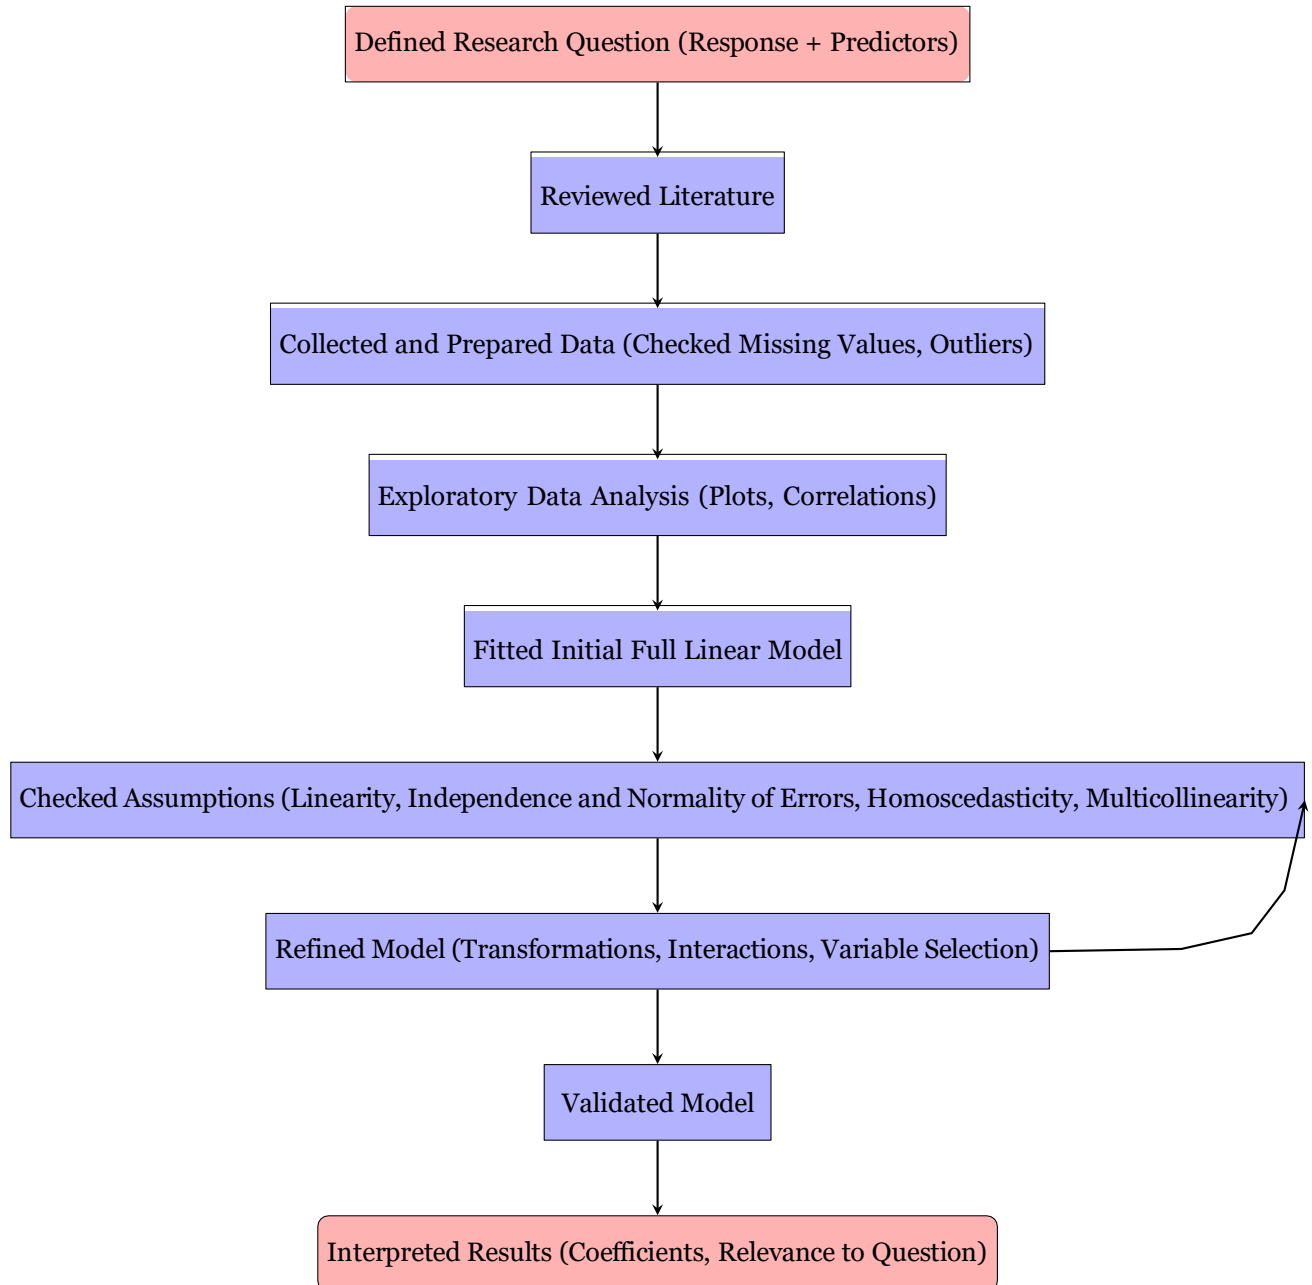 Defined Research Question (Response + Predictors)
Reviewed Literature
Collected and Prepared Data (Checked Missing Values, Outliers)
Exploratory Data Analysis (Plots, Correlations)
Fitted Initial Full Linear Model
Checked Assumptions (Linearity, Independence and Normality of Errors, Homoscedasticity, Multicollinearity)
Refined Model (Transformations, Interactions, Variable Selection)
Validated Model
Interpreted Results (Coefficients, Relevance to Question)